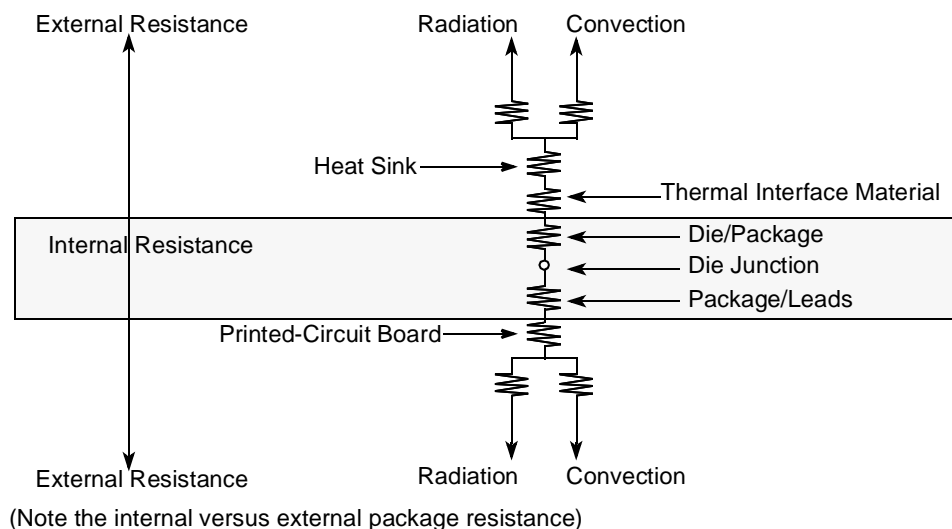 External Resistance
Radiation Convection
Heat Sink
Thermal Interface Material
Internal Resistance
Die/Package
Die Junction
Package/Leads
Printed-Circuit Board
External Resistance
Radiation Convection
(Note the internal versus external package resistance)